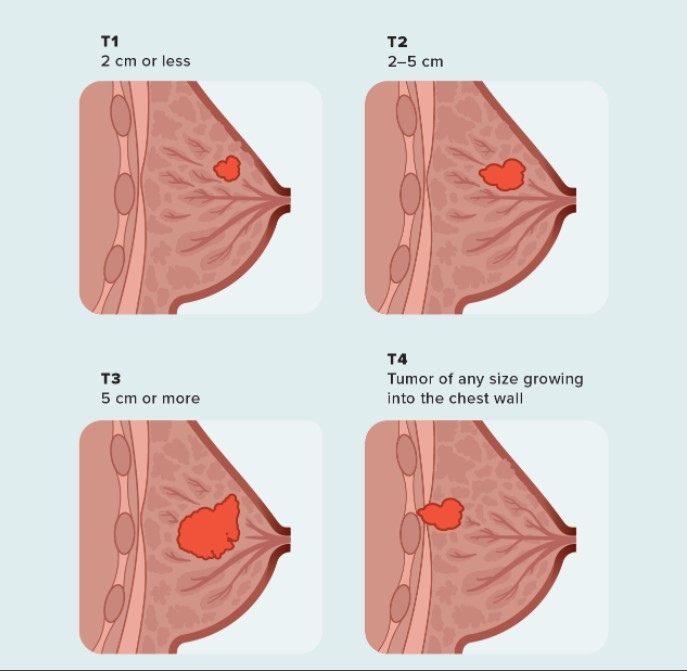 T1
2 cm or less
T2
2–5 cm
T3
5 cm or more
T4
Tumor of any size growing
into the chest wall